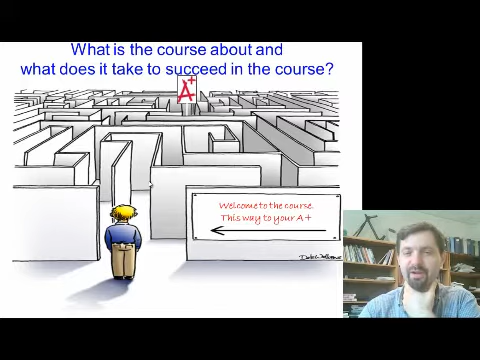 What is the course about and
what does it take to succeed in the course?
A+
Welcome to the course.
This way to your A+